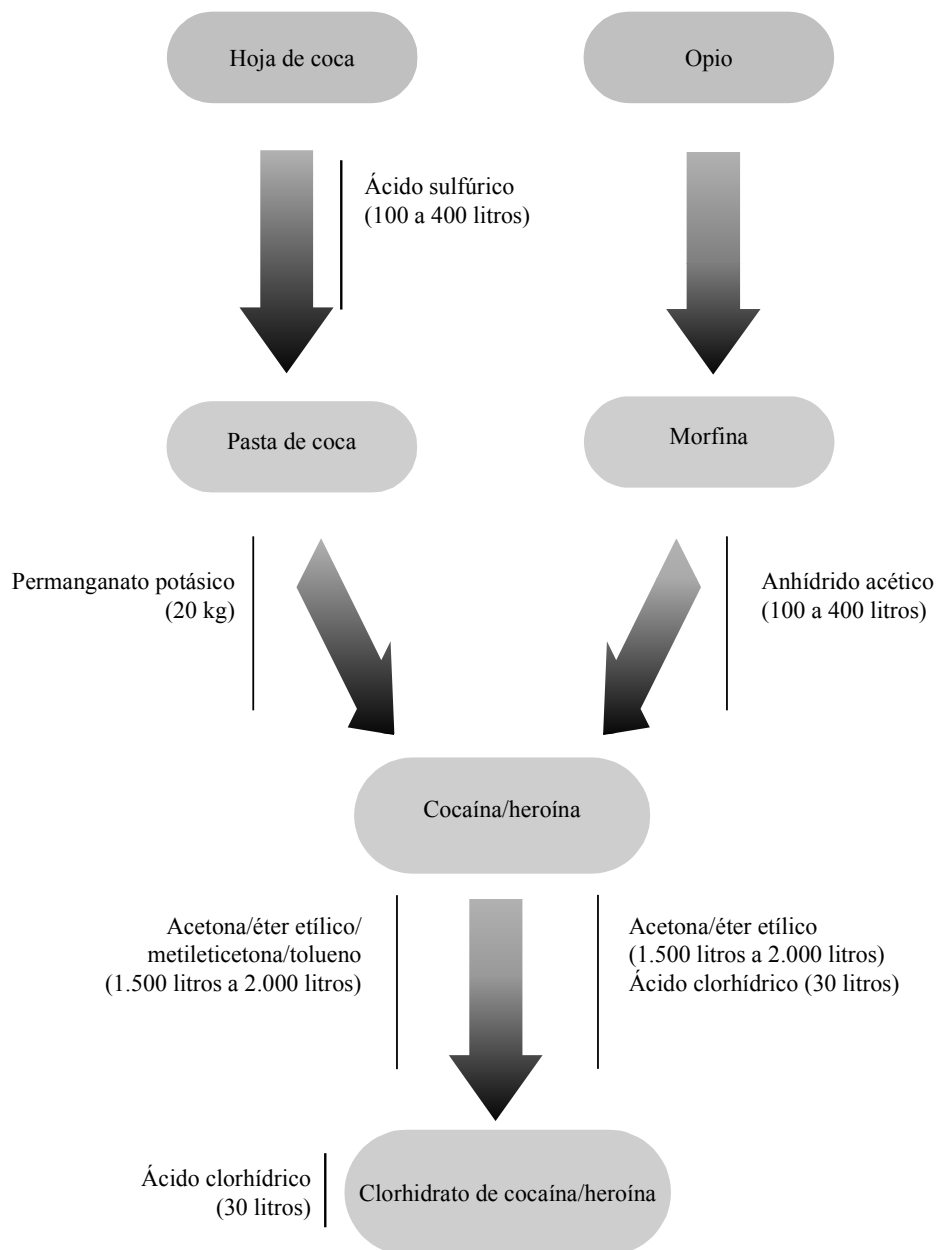 Hoja de coca
Opio
Ácido sulfúrico
(100 a 400 litros)
Pasta de coca
Morfina
Permanganato potásico
(20 kg)
Anhídrido acético
(100 a 400 litros)
Cocaína/heroína
Acetona/éter etílico/
metileticetona/tolueno
(1.500 litros a 2.000 litros)
Acetona/éter etílico
(1.500 litros a 2.000 litros)
Ácido clorhídrico (30 litros)
Ácido clorhídrico
(30 litros)
Clorhidrato de cocaína/heroína